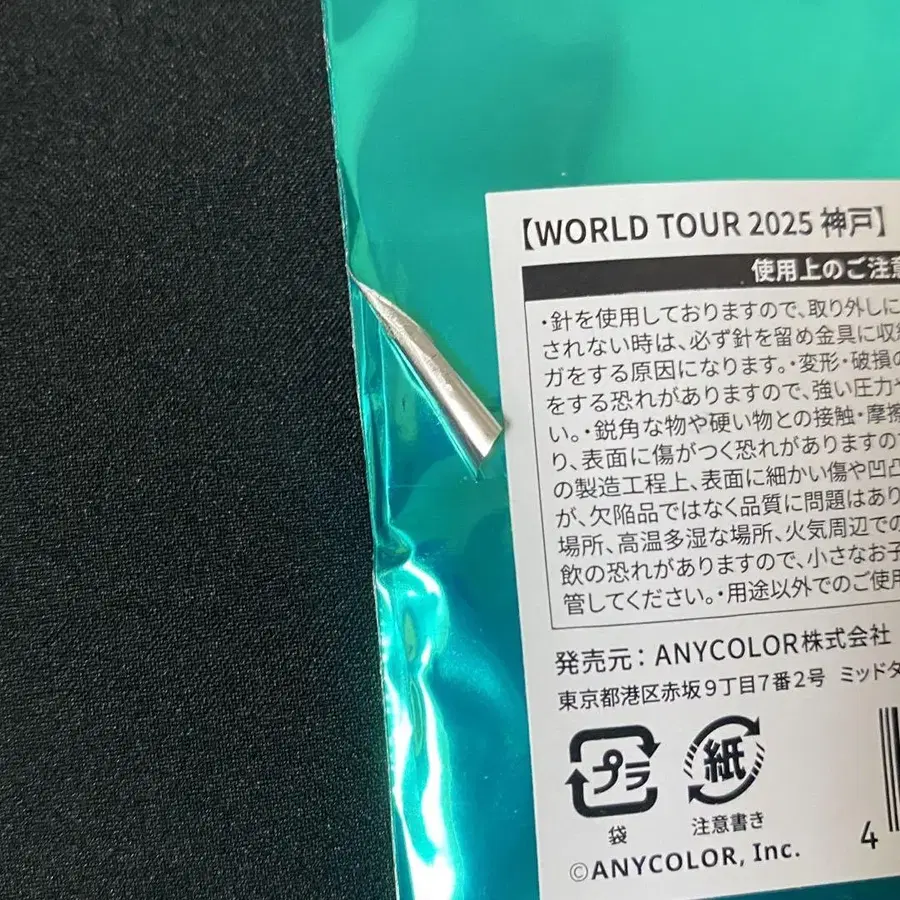 【WORLD TOUR 2025 神戸】
使用上のご注意
・針を使用しておりますので、取り外しに
されない時は、必ず針を留め金具に収
ガをする原因になります。・変形・破損の
をする恐れがありますので、強い圧力や
い。・鋭角な物や硬い物との接触・摩擦
り、表面に傷がつく恐れがありますので
の製造工程上、表面に細かい傷や凹凸
が、欠陥品ではなく品質に問題はあり
場所、高温多湿な場所、火気周辺での
飲の恐れがありますので、小さなお子
管してください。・用途以外でのご使用
発売元：ANYCOLOR株式会社
東京都港区赤坂9丁目7番2号 ミッドタ
プラ 紙
袋 注意書き
4
©ANYCOLOR, Inc.